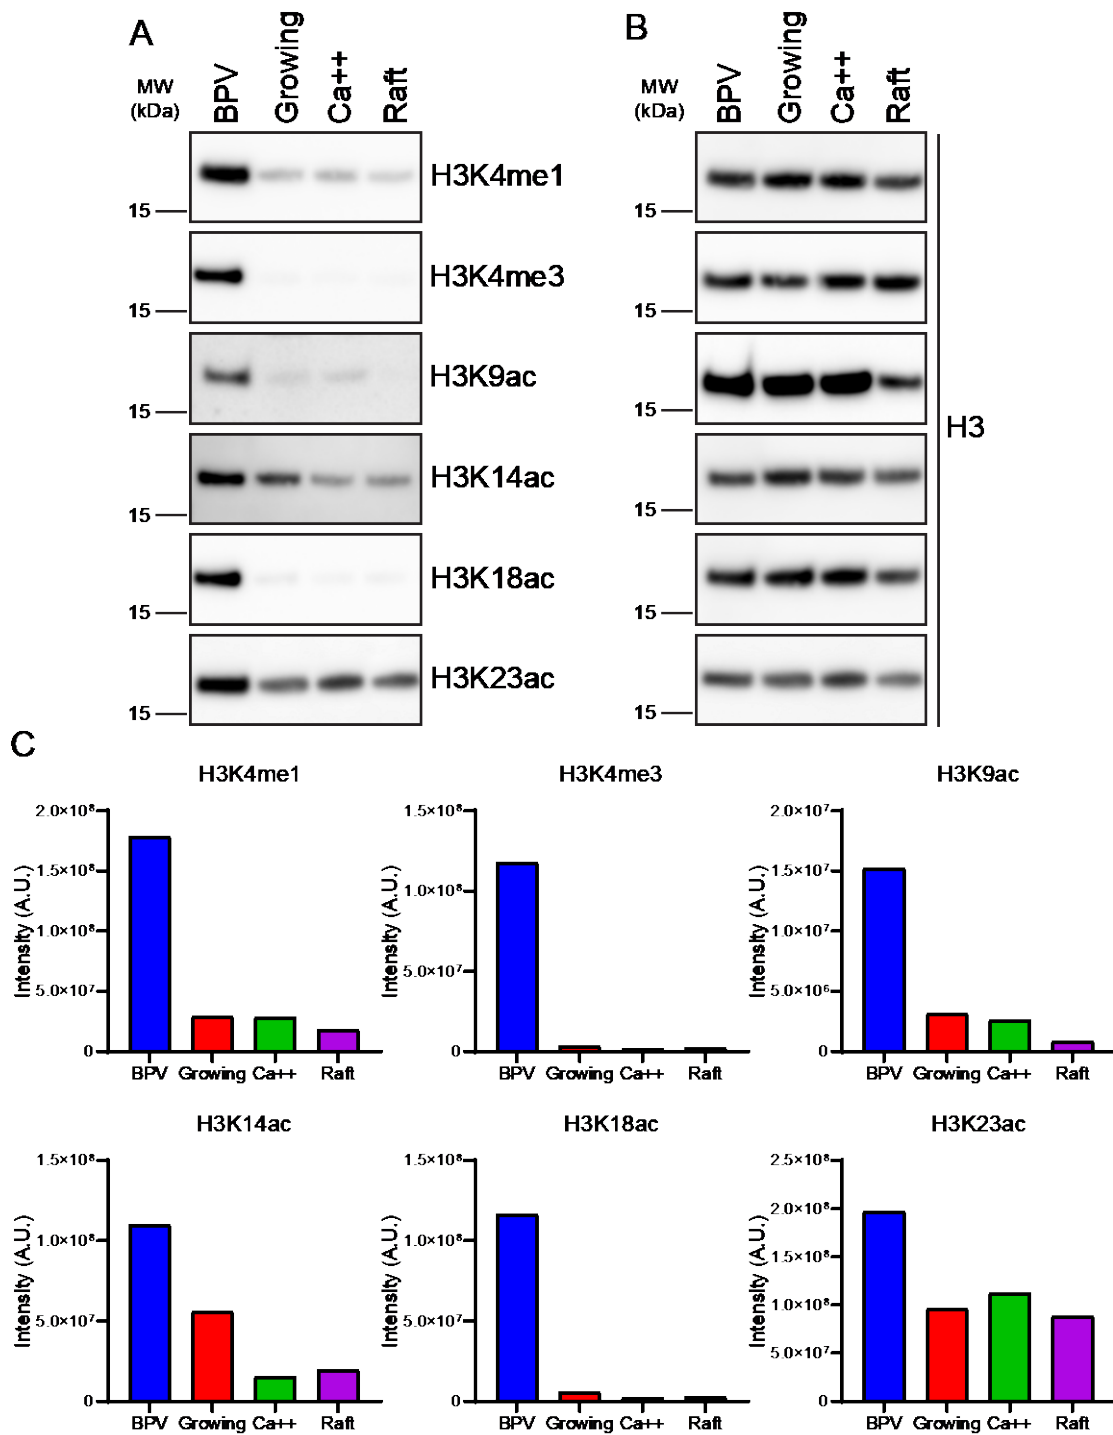 A
MW
(kDa)
BPV
Growing
Ca++
Raft
15
H3K4me1
15
H3K4me3
15
H3K9ac
15
H3K14ac
15
H3K18ac
15
H3K23ac
B
MW
(kDa)
BPV
Growing
Ca++
Raft
15
15
15
15
15
15
H3
C
H3K4me1
Intensity (A.U.)
2.0×10⁸
1.5×10⁸
1.0×10⁸
5.0×10⁷
0
BPV Growing Ca++ Raft
H3K4me3
Intensity (A.U.)
1.5×10⁸
1.0×10⁸
5.0×10⁷
0
BPV Growing Ca++ Raft
H3K9ac
Intensity (A.U.)
2.0×10⁷
1.5×10⁷
1.0×10⁷
5.0×10⁶
0
BPV Growing Ca++ Raft
H3K14ac
Intensity (A.U.)
1.5×10⁸
1.0×10⁸
5.0×10⁷
0
BPV Growing Ca++ Raft
H3K18ac
Intensity (A.U.)
1.5×10⁸
1.0×10⁸
5.0×10⁷
0
BPV Growing Ca++ Raft
H3K23ac
Intensity (A.U.)
2.5×10⁸
2.0×10⁸
1.5×10⁸
1.0×10⁸
5.0×10⁷
0
BPV Growing Ca++ Raft